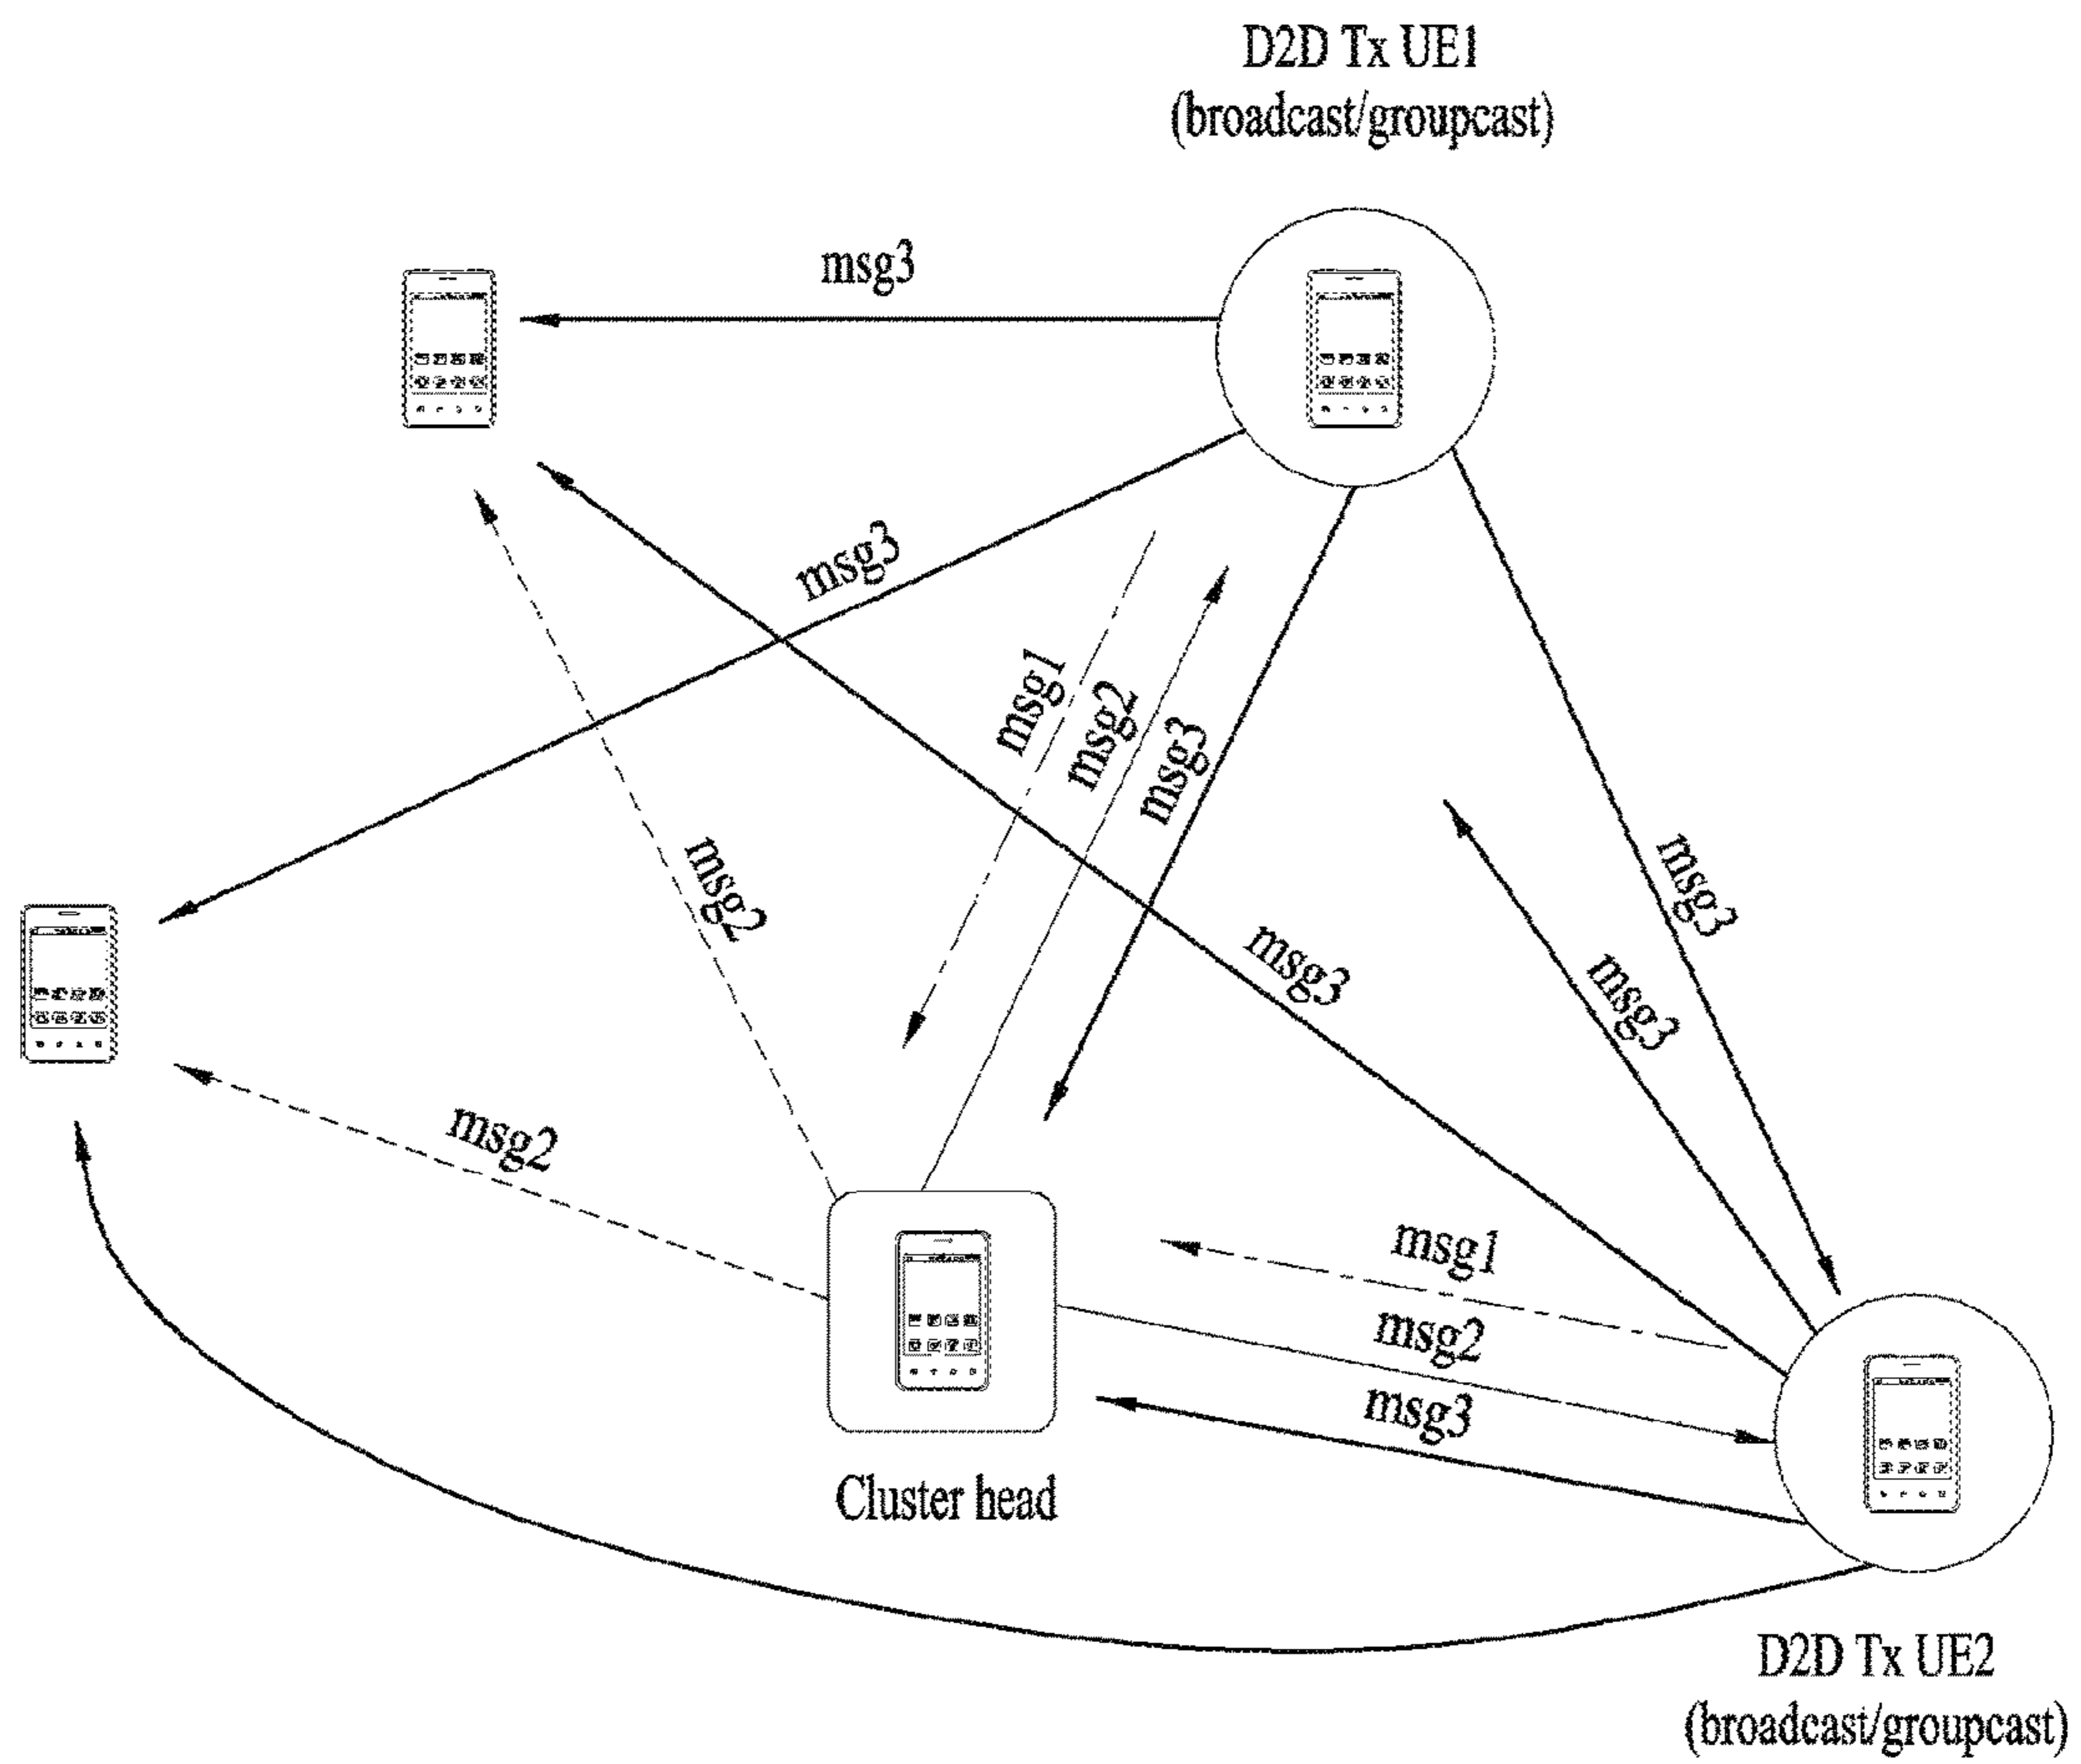 D2D Tx UE1
(broadcast/groupcast)
msg3
msg3
msg1
msg2
msg3
msg3
msg2
msg3
msg3
msg2
msg1
msg2
msg3
Cluster head
D2D Tx UE2
(broadcast/groupcast)